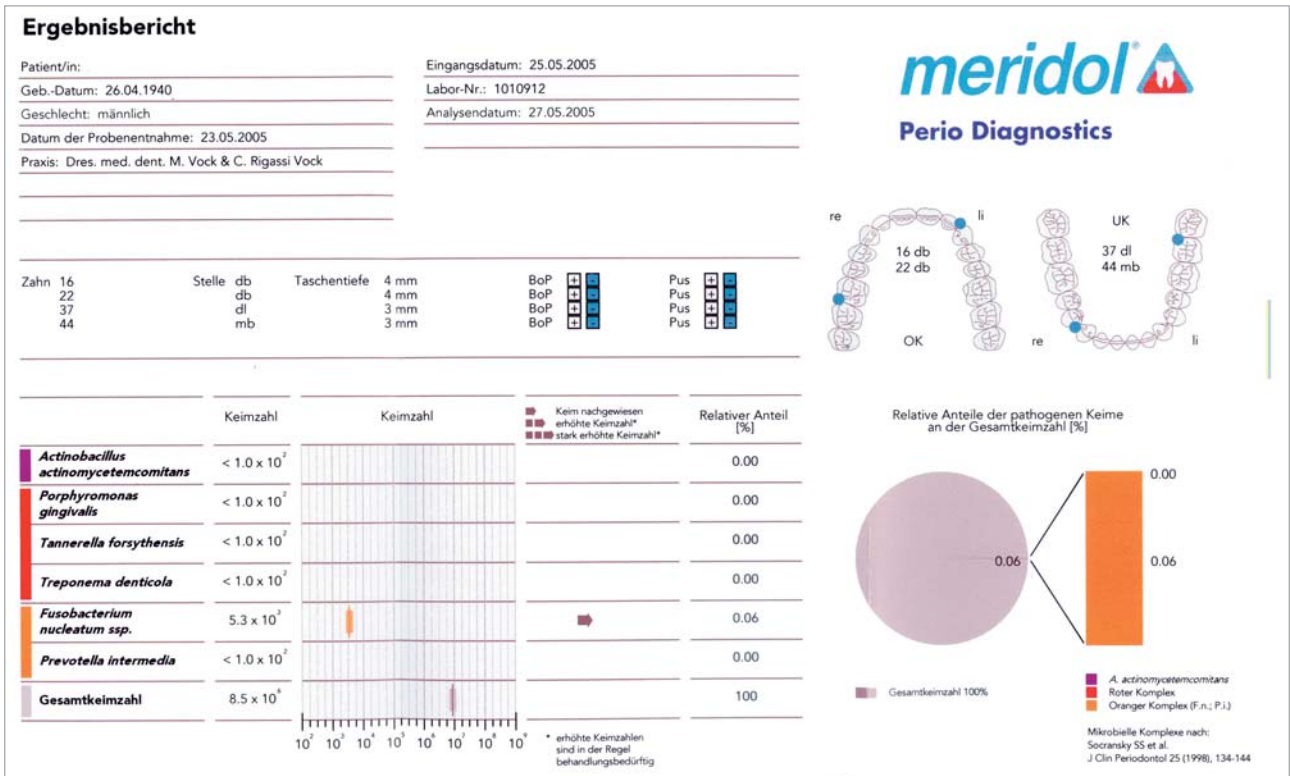 Ergebnisbericht
Patient/in:
Geb.-Datum: 26.04.1940
Geschlecht: männlich
Datum der Probenentnahme: 23.05.2005
Praxis: Dres. med. dent. M. Vock & C. Rigassi Vock
Eingangsdatum: 25.05.2005
Labor-Nr.: 1010912
Analysendatum: 27.05.2005
meridol
Perio Diagnostics
Zahn 16 Stelle db Taschentiefe 4 mm BoP + - Pus + -
22 db 4 mm BoP + - Pus + -
37 dl 3 mm BoP + - Pus + -
44 mb 3 mm BoP + - Pus + -
re li
16 db
22 db
OK
UK
37 dl
44 mb
re li
Keimzahl Keimzahl Relativer Anteil
[%]
Keim nachgewiesen
erhöhte Keimzahl*
stark erhöhte Keimzahl*
Actinobacillus
actinomycetemcomitans < 1.0 x 10² 0.00
Porphyromonas
gingivalis < 1.0 x 10² 0.00
Tannerella forsythensis < 1.0 x 10² 0.00
Treponema denticola < 1.0 x 10² 0.00
Fusobacterium
nucleatum ssp. 5.3 x 10³ 0.06
Prevotella intermedia < 1.0 x 10² 0.00
Gesamtkeimzahl 8.5 x 10⁶ 100
10² 10³ 10⁴ 10⁵ 10⁶ 10⁷ 10⁸ 10⁹
* erhöhte Keimzahlen
sind in der Regel
behandlungsbedürftig
Relative Anteile der pathogenen Keime
an der Gesamtkeimzahl [%]
0.00
0.06 0.06
Gesamtkeimzahl 100%
A. actinomycetemcomitans
Roter Komplex
Oranger Komplex (F.n.; P.i.)
Mikrobielle Komplexe nach:
Socransky SS et al.
J Clin Periodontol 25 (1998), 134-144